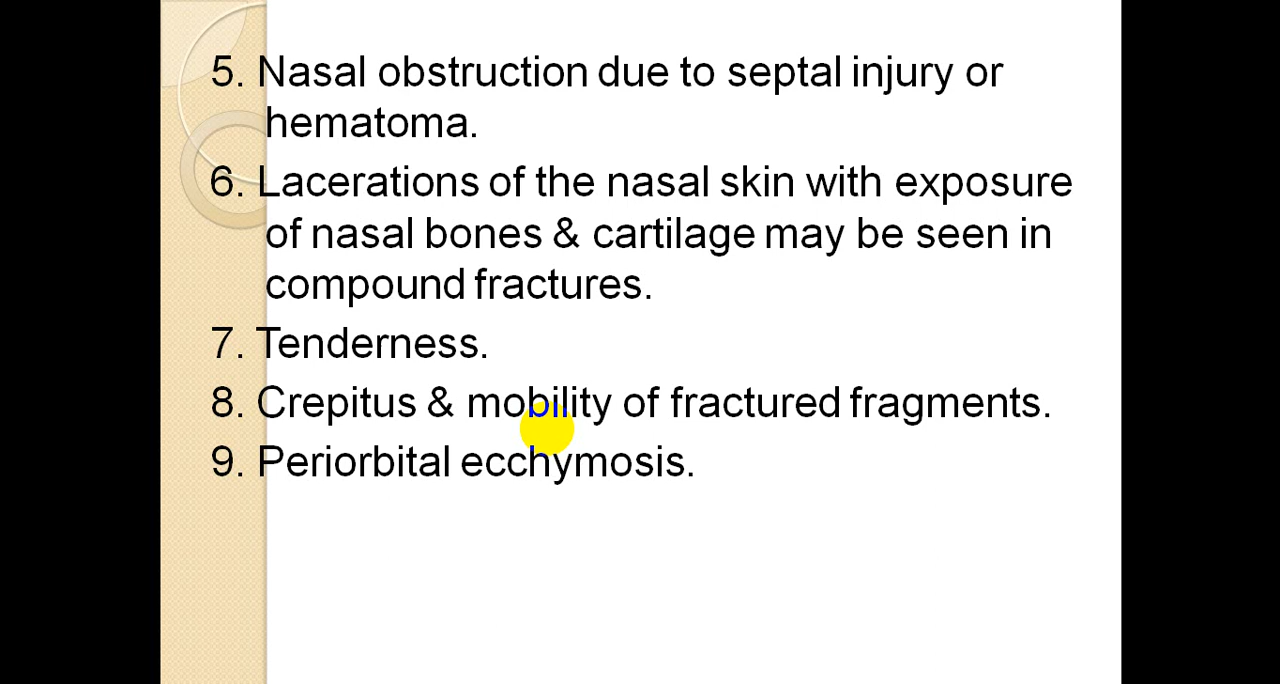 5. Nasal obstruction due to septal injury or
hematoma.
6. Lacerations of the nasal skin with exposure
of nasal bones & cartilage may be seen in
compound fractures.
7. Tenderness.
8. Crepitus & mobility of fractured fragments.
9. Periorbital ecchymosis.